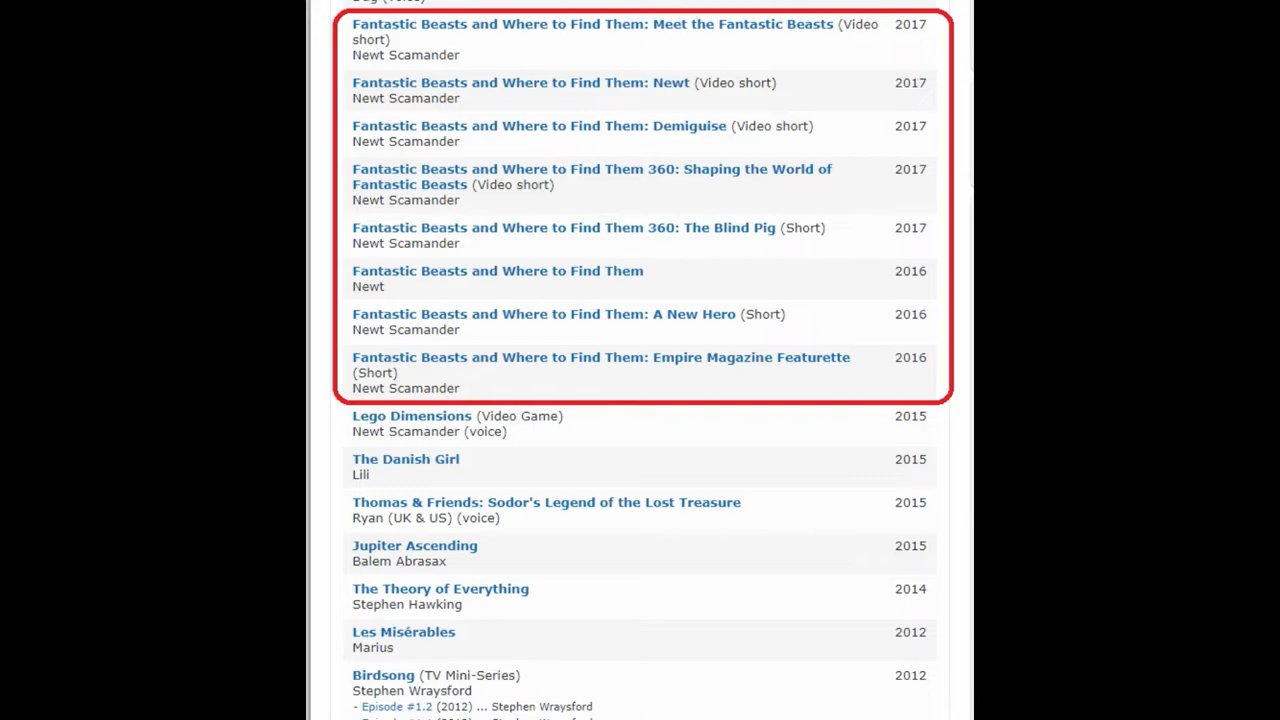 Dug (voice)
Fantastic Beasts and Where to Find Them: Meet the Fantastic Beasts (Video 2017
short)
Newt Scamander
Fantastic Beasts and Where to Find Them: Newt (Video short) 2017
Newt Scamander
Fantastic Beasts and Where to Find Them: Demiguise (Video short) 2017
Newt Scamander
Fantastic Beasts and Where to Find Them 360: Shaping the World of 2017
Fantastic Beasts (Video short)
Newt Scamander
Fantastic Beasts and Where to Find Them 360: The Blind Pig (Short) 2017
Newt Scamander
Fantastic Beasts and Where to Find Them 2016
Newt
Fantastic Beasts and Where to Find Them: A New Hero (Short) 2016
Newt Scamander
Fantastic Beasts and Where to Find Them: Empire Magazine Featurette 2016
(Short)
Newt Scamander
Lego Dimensions (Video Game) 2015
Newt Scamander (voice)
The Danish Girl 2015
Lili
Thomas & Friends: Sodor's Legend of the Lost Treasure 2015
Ryan (UK & US) (voice)
Jupiter Ascending 2015
Balem Abrasax
The Theory of Everything 2014
Stephen Hawking
Les Misérables 2012
Marius
Birdsong (TV Mini-Series) 2012
Stephen Wraysford
- Episode #1.2 (2012) ... Stephen Wraysford